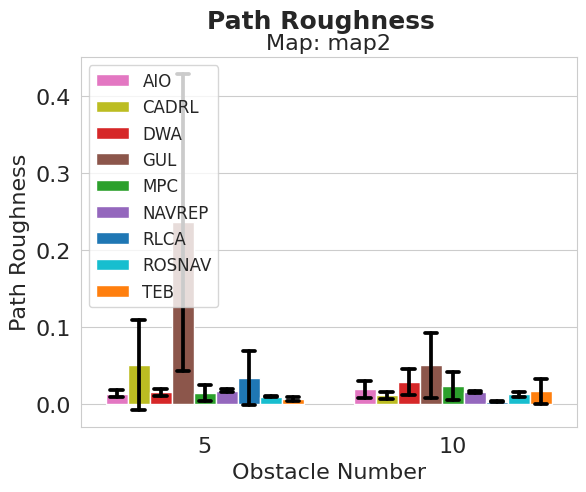 Path Roughness
Map: map2
0.4
0.3
0.2
0.1
0.0
Path Roughness
AIO
CADRL
DWA
GUL
MPC
NAVREP
RLCA
ROSNAV
TEB
5
10
Obstacle Number